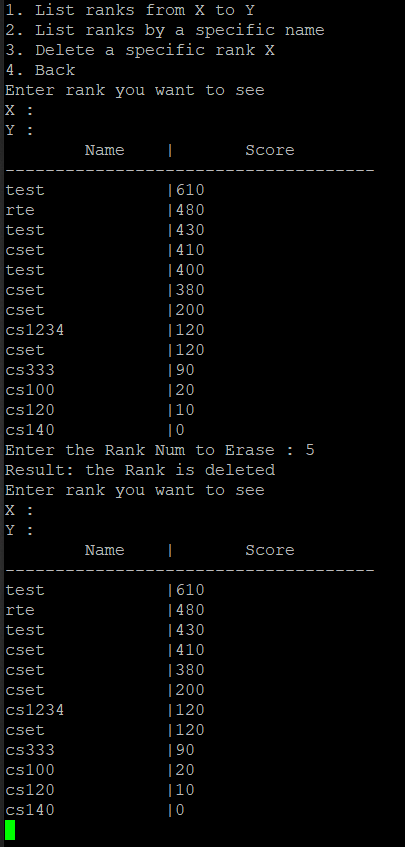 1. List ranks from X to Y
2. List ranks by a specific name
3. Delete a specific rank X
4. Back
Enter rank you want to see
X :
Y :
        Name    |       Score
-------------------------------------
test            |610
rte             |480
test            |430
cset            |410
test            |400
cset            |380
cset            |200
cs1234          |120
cset            |120
cs333           |90
cs100           |20
cs120           |10
cs140           |0
Enter the Rank Num to Erase : 5
Result: the Rank is deleted
Enter rank you want to see
X :
Y :
        Name    |       Score
-------------------------------------
test            |610
rte             |480
test            |430
cset            |410
cset            |380
cset            |200
cs1234          |120
cset            |120
cs333           |90
cs100           |20
cs120           |10
cs140           |0